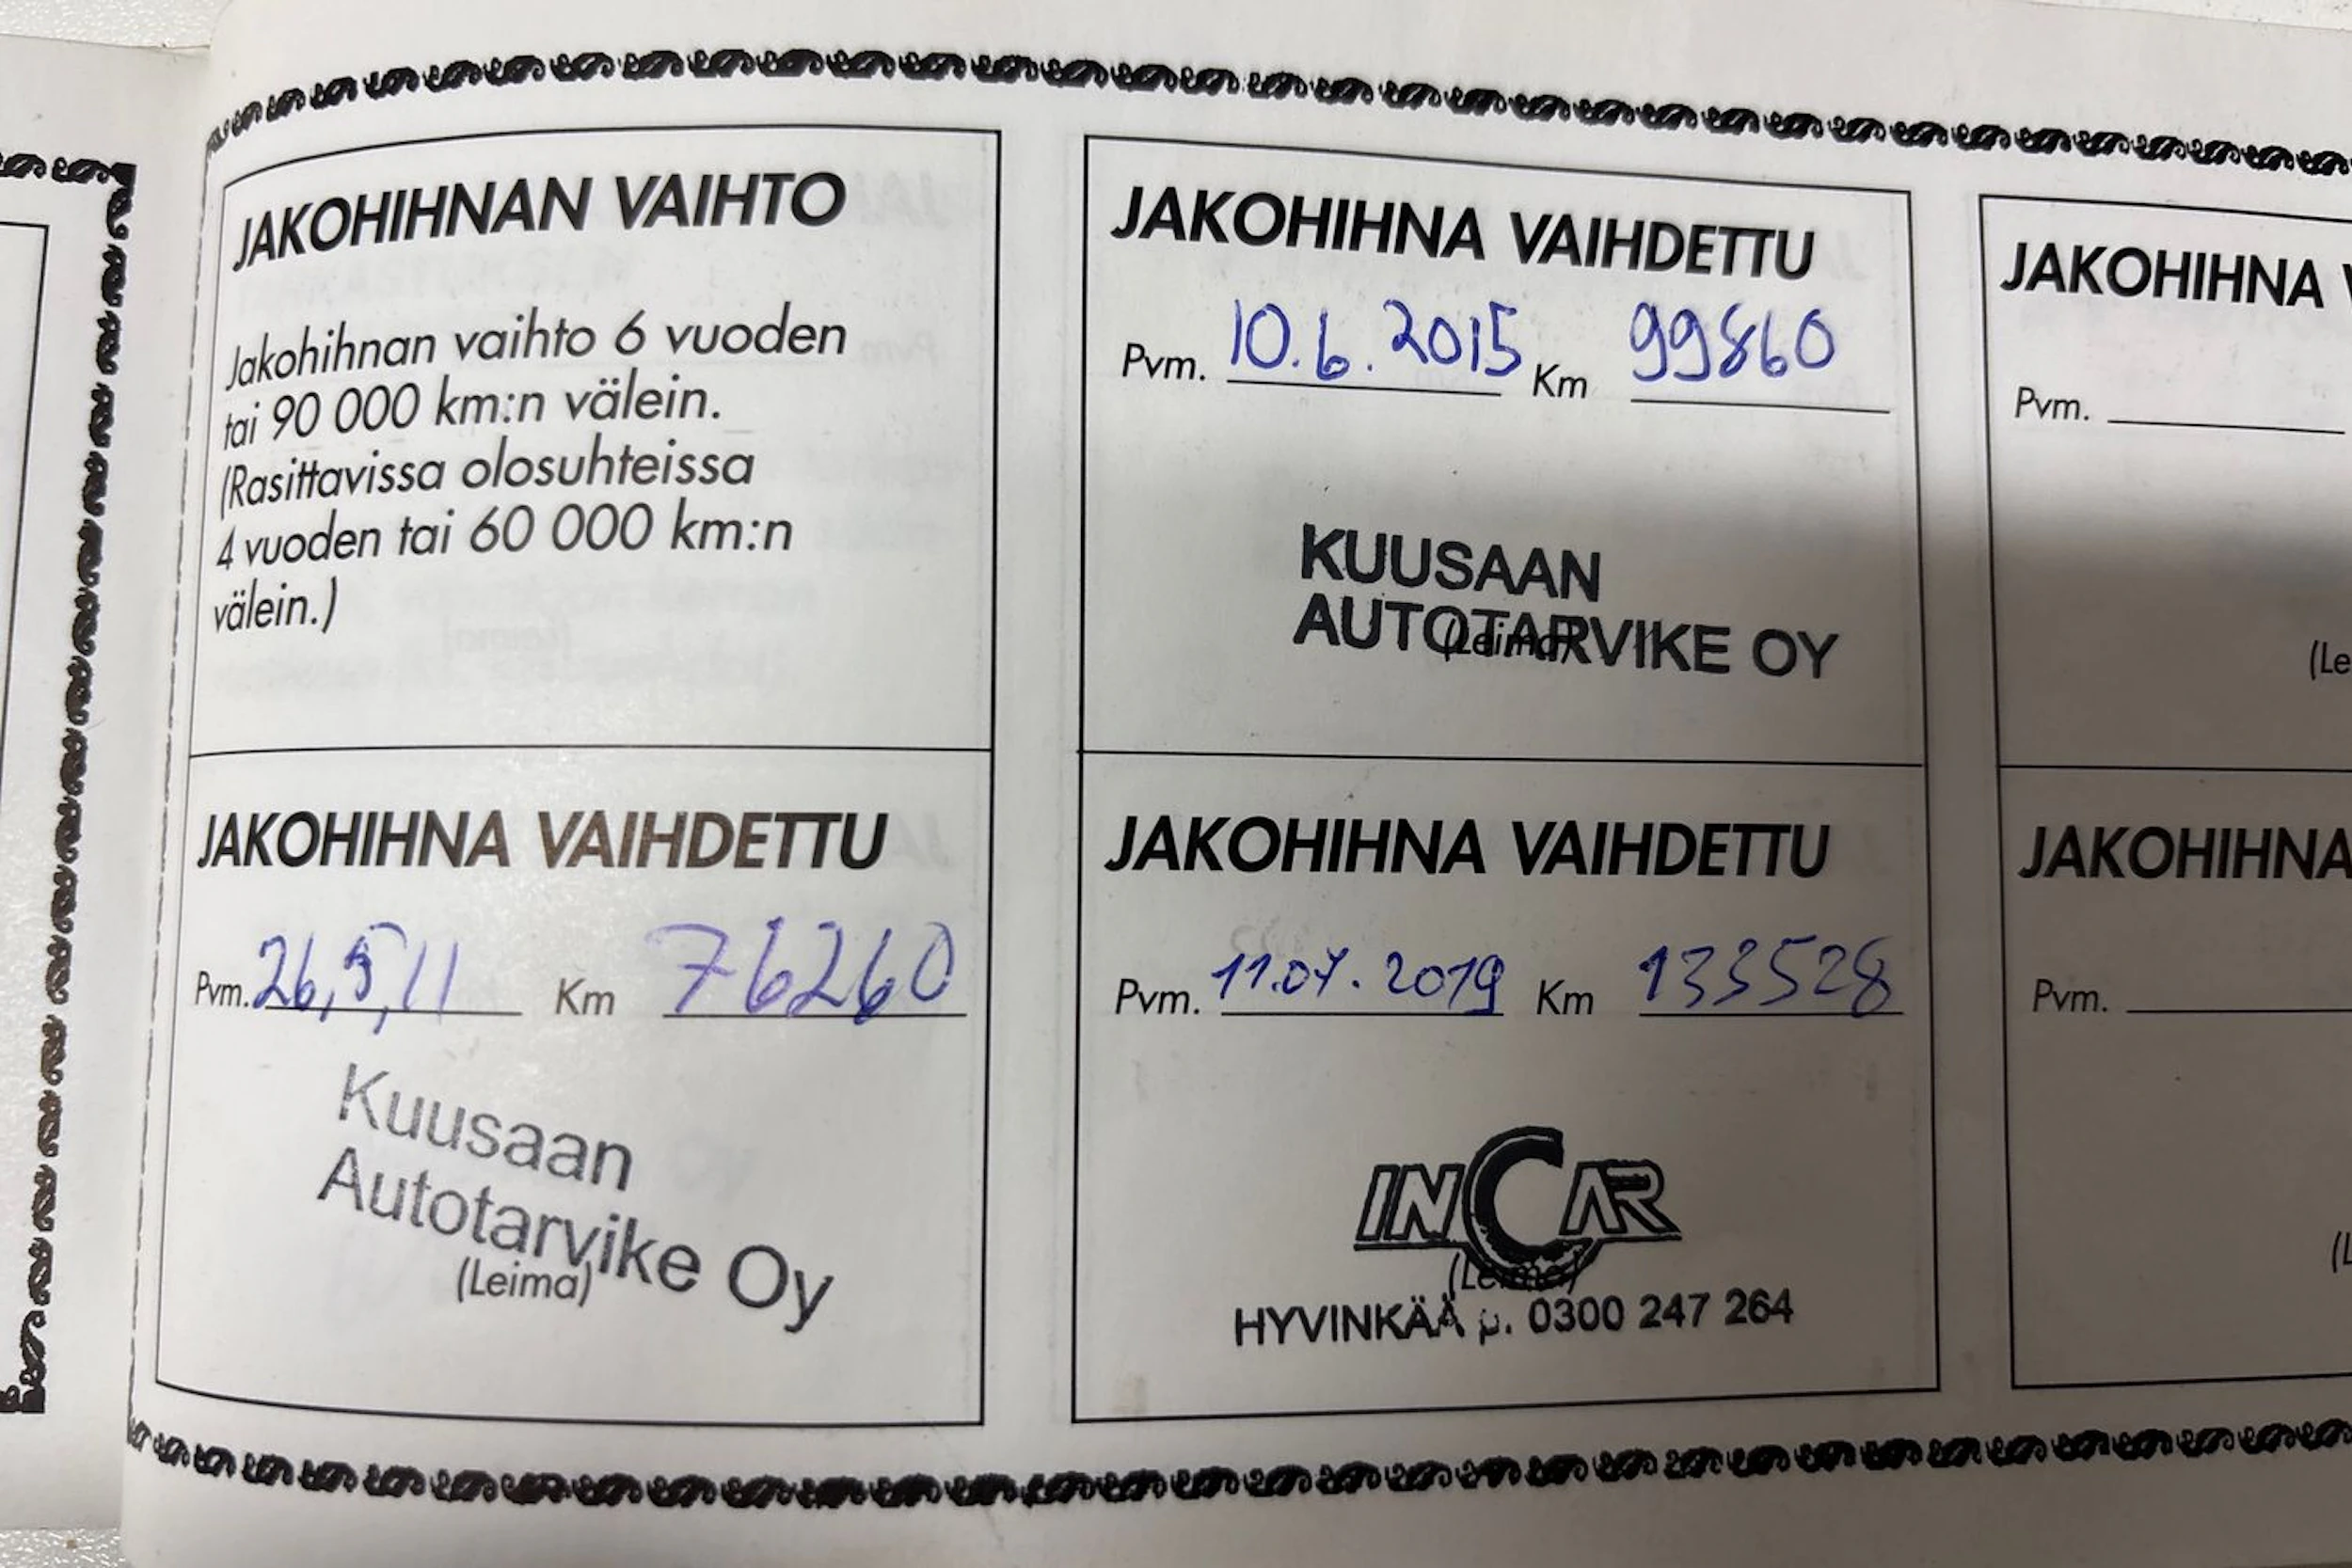 JAKOHIHNAN VAIHTO
Jakohihnan vaihto 6 vuoden
tai 90 000 km:n välein.
(Rasittavissa olosuhteissa
4 vuoden tai 60 000 km:n
välein.)
JAKOHIHNA VAIHDETTU
Pvm. 26,5,11 Km 76260
Kuusaan
Autotarvike Oy
(Leima)
JAKOHIHNA VAIHDETTU
Pvm. 10.6.2015 Km 99860
KUUSAAN
AUTOTARVIKE OY
(Leima)
JAKOHIHNA VAIHDETTU
Pvm. 11.07.2019 Km 133528
INCAR
(Leima)
HYVINKÄÄ p. 0300 247 264
JAKOHIHNA V
Pvm.
(Le
JAKOHIHNA
Pvm.
(L